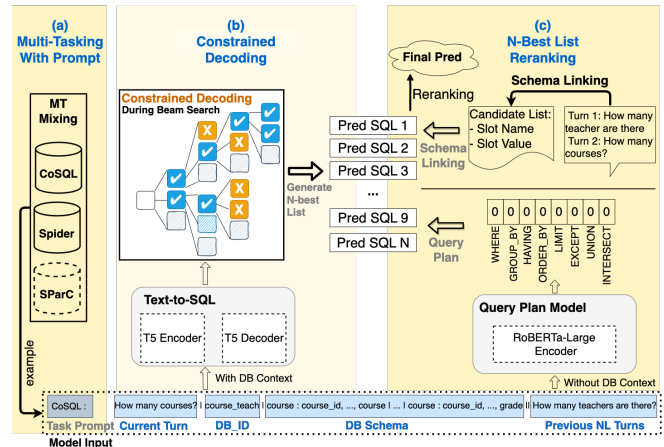 (a)
Multi-Tasking
With Prompt
MT
Mixing
CoSQL
Spider
SParC
example
(b)
Constrained
Decoding
Constrained Decoding
During Beam Search
X
X
X
X
Generate
N-best
List
Text-to-SQL
T5 Encoder
T5 Decoder
With DB Context
(c)
N-Best List
Reranking
Final Pred
Reranking
Pred SQL 1
Pred SQL 2
Pred SQL 3
...
Pred SQL 9
Pred SQL N
Schema
Linking
Query
Plan
Schema Linking
Candidate List:
- Slot Name
- Slot Value
Turn 1: How many
teacher are there
Turn 2: How many
courses?
0 0 0 0 0 0 0 0
WHERE
GROUP_BY
HAVING
ORDER_BY
LIMIT
EXCEPT
UNION
INTERSECT
Query Plan Model
RoBERTa-Large
Encoder
Without DB Context
CoSQL : How many courses? | course_teach | course : course_id, ..., course | ... | course : course_id, ..., grade || How many teachers are there?
Task Prompt Current Turn DB_ID DB Schema Previous NL Turns
Model Input